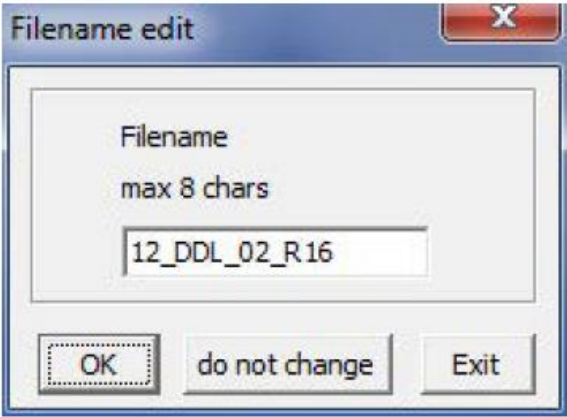 Filename edit
X
Filename
max 8 chars
12_DDL_02_R16
OK do not change Exit